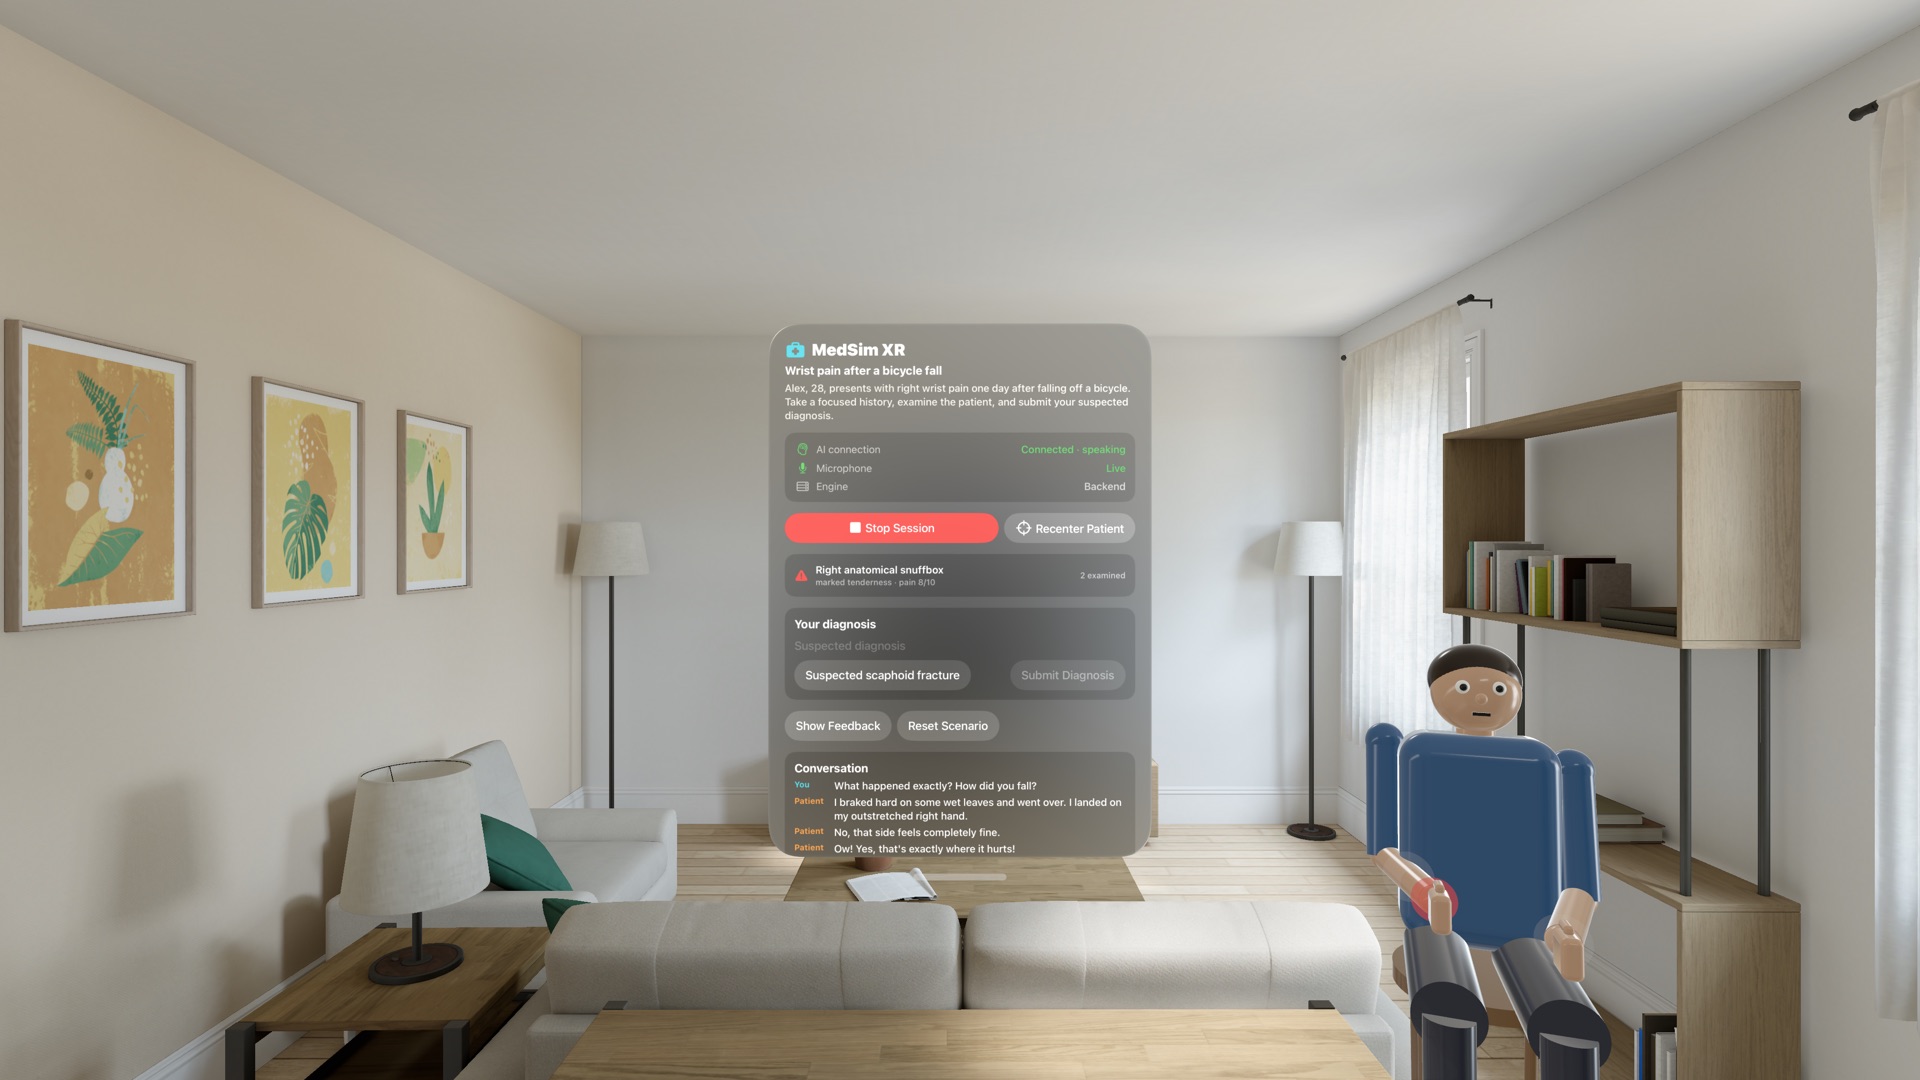 MedSim XR
Wrist pain after a bicycle fall
Alex, 28, presents with right wrist pain one day after falling off a bicycle.
Take a focused history, examine the patient, and submit your suspected
diagnosis.
AI connection
Connected · speaking
Microphone
Live
Engine
Backend
Stop Session
Recenter Patient
Right anatomical snuffbox
marked tenderness · pain 8/10
2 examined
Your diagnosis
Suspected diagnosis
Suspected scaphoid fracture
Submit Diagnosis
Show Feedback
Reset Scenario
Conversation
You What happened exactly? How did you fall?
Patient I braked hard on some wet leaves and went over. I landed on
my outstretched right hand.
Patient No, that side feels completely fine.
Patient Ow! Yes, that's exactly where it hurts!